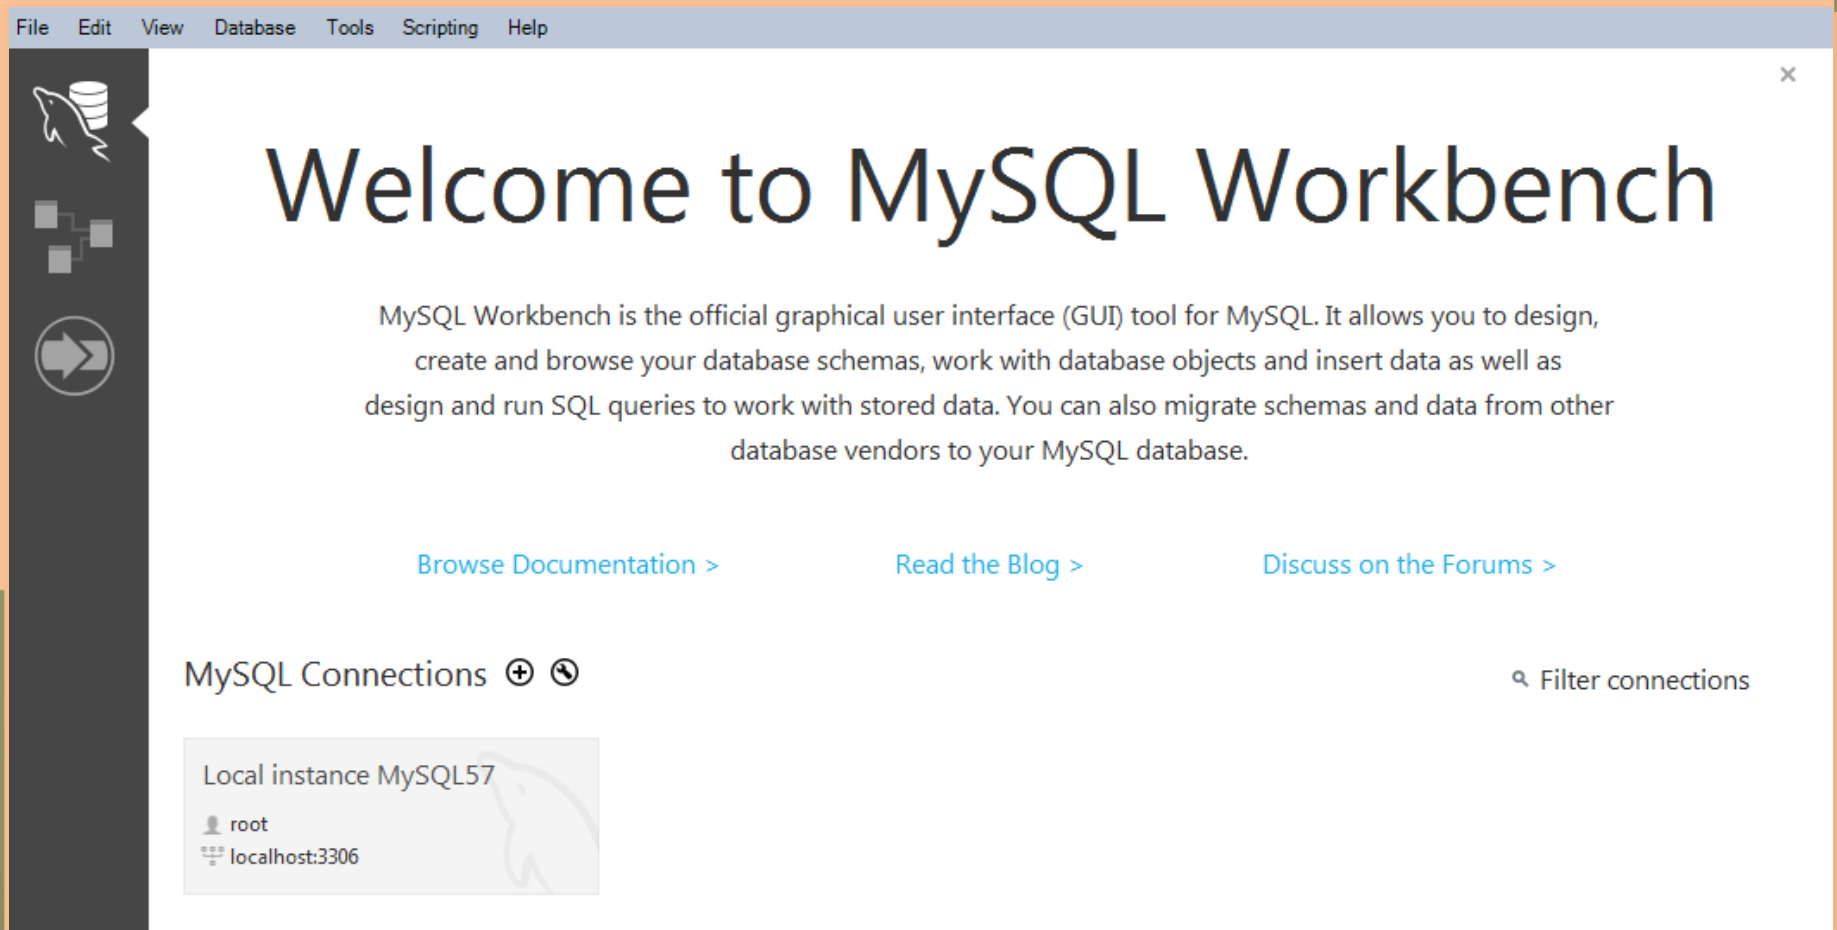 File Edit View Database Tools Scripting Help
Welcome to MySQL Workbench
MySQL Workbench is the official graphical user interface (GUI) tool for MySQL. It allows you to design,
create and browse your database schemas, work with database objects and insert data as well as
design and run SQL queries to work with stored data. You can also migrate schemas and data from other
database vendors to your MySQL database.
Browse Documentation > Read the Blog > Discuss on the Forums >
MySQL Connections Filter connections
Local instance MySQL57
root
localhost:3306